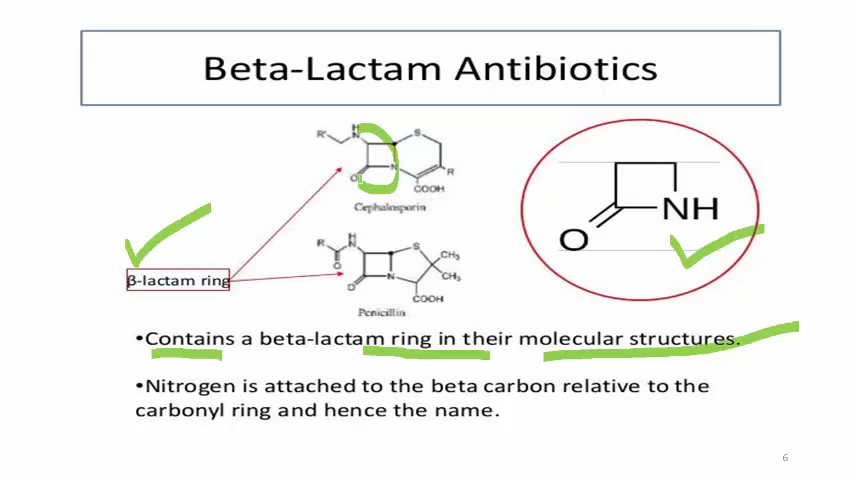 Beta-Lactam Antibiotics
R'
H
N
S
N
R
O
COOH
Cephalosporin
NH
O
β-lactam ring
R
H
N
S
CH₃
O
N
CH₃
O
COOH
Penicillin
•Contains a beta-lactam ring in their molecular structures.
•Nitrogen is attached to the beta carbon relative to the
carbonyl ring and hence the name.
6